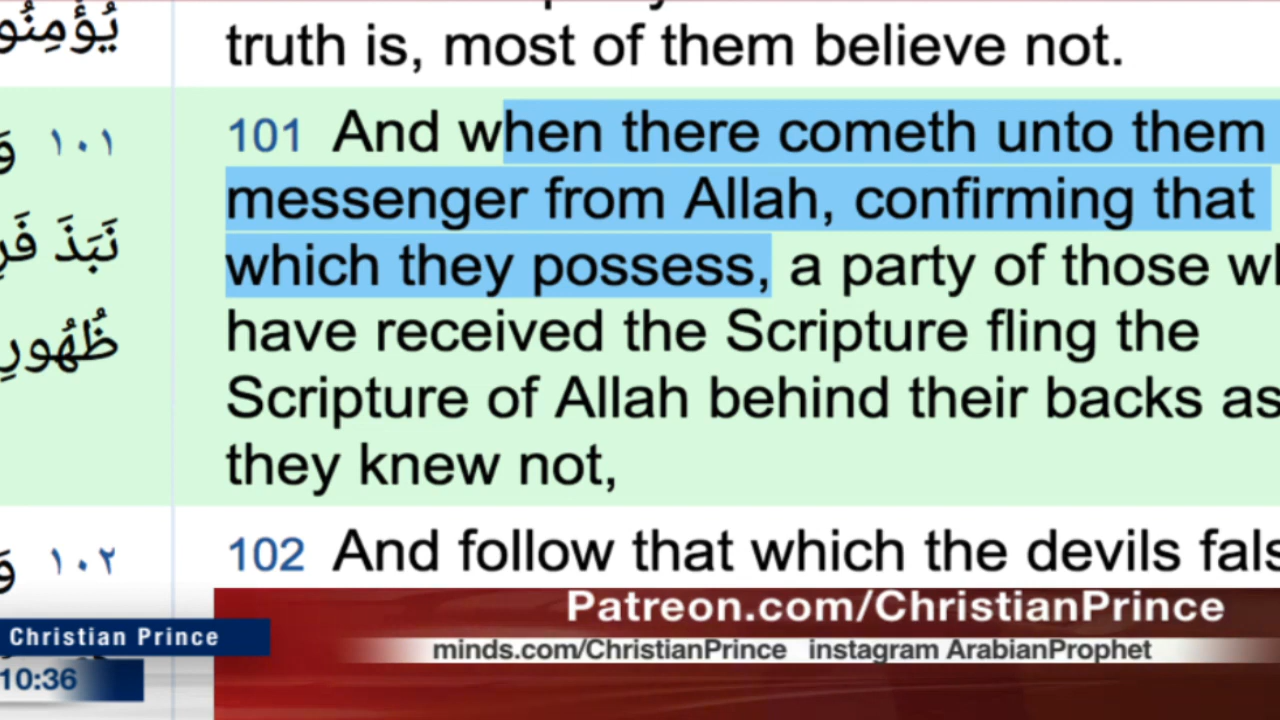 truth is, most of them believe not.
١٠١
نَبَذَ
101 And when there cometh unto them
messenger from Allah, confirming that
which they possess, a party of those
have received the Scripture fling the
Scripture of Allah behind their backs as
they knew not,
١٠٢
102 And follow that which the devils
Patreon.com/ChristianPrince
Christian Prince
minds.com/ChristianPrince instagram ArabianProphet
10:36